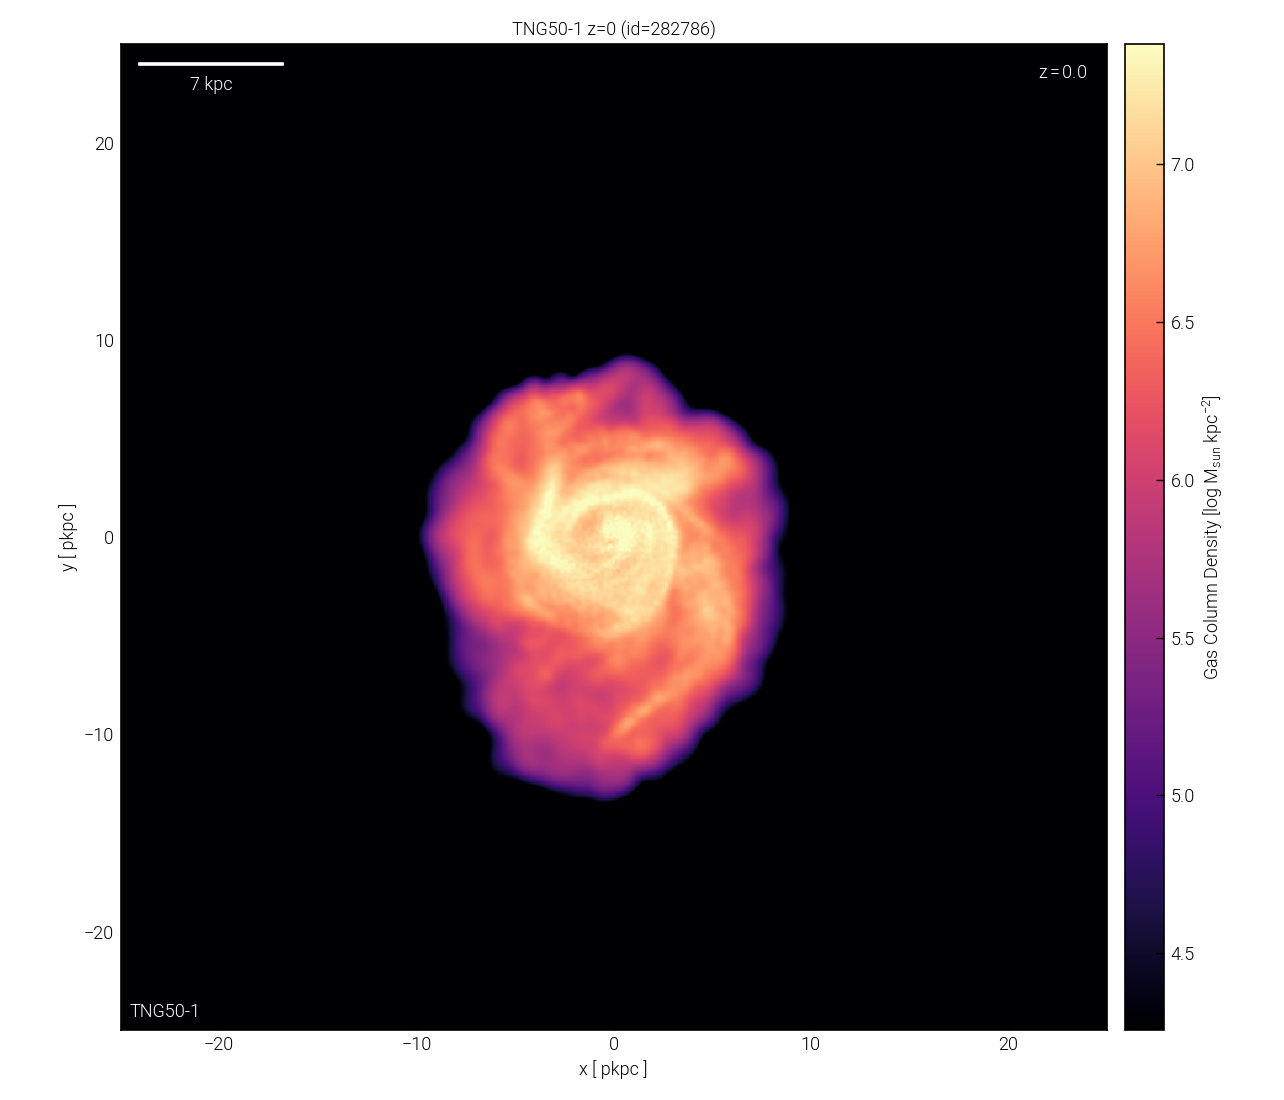 TNG50-1 z=0 (id=282786)
7 kpc
z=0.0
20
10
0
−10
−20
y [ pkpc ]
TNG50-1
−20
−10
0
10
20
x [ pkpc ]
7.0
6.5
6.0
5.5
5.0
4.5
Gas Column Density [log M_sun kpc⁻²]